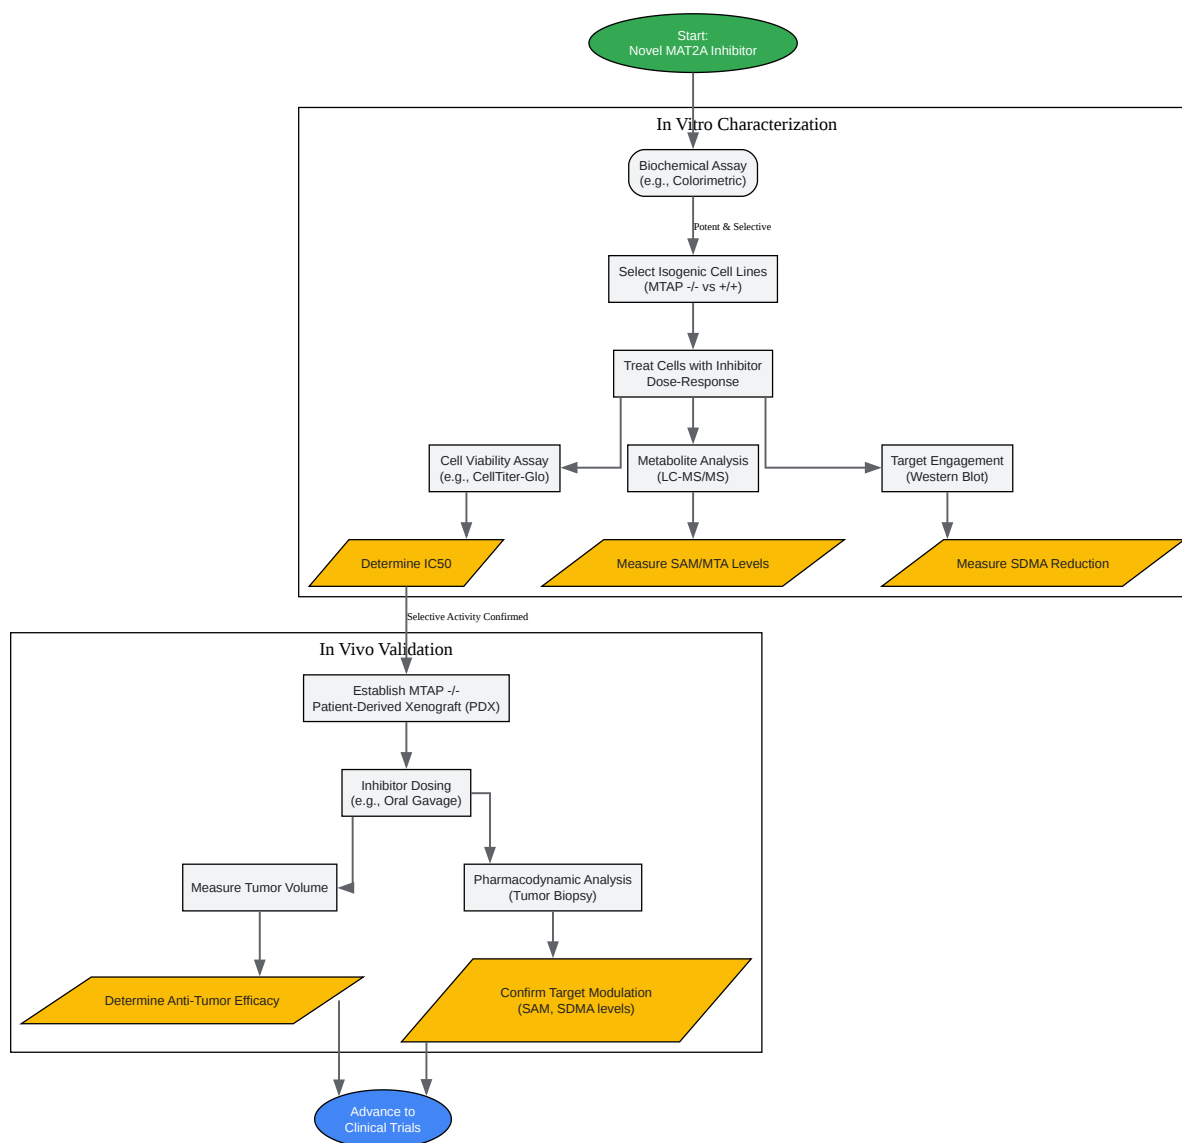 Start:
Novel MAT2A Inhibitor
In Vitro Characterization
Biochemical Assay
(e.g., Colorimetric)
Potent & Selective
Select Isogenic Cell Lines
(MTAP -/- vs +/+)
Treat Cells with Inhibitor
Dose-Response
Cell Viability Assay
(e.g., CellTiter-Glo)
Metabolite Analysis
(LC-MS/MS)
Target Engagement
(Western Blot)
Determine IC50
Measure SAM/MTA Levels
Measure SDMA Reduction
Selective Activity Confirmed
In Vivo Validation
Establish MTAP -/-
Patient-Derived Xenograft (PDX)
Inhibitor Dosing
(e.g., Oral Gavage)
Measure Tumor Volume
Pharmacodynamic Analysis
(Tumor Biopsy)
Determine Anti-Tumor Efficacy
Confirm Target Modulation
(SAM, SDMA levels)
Advance to
Clinical Trials